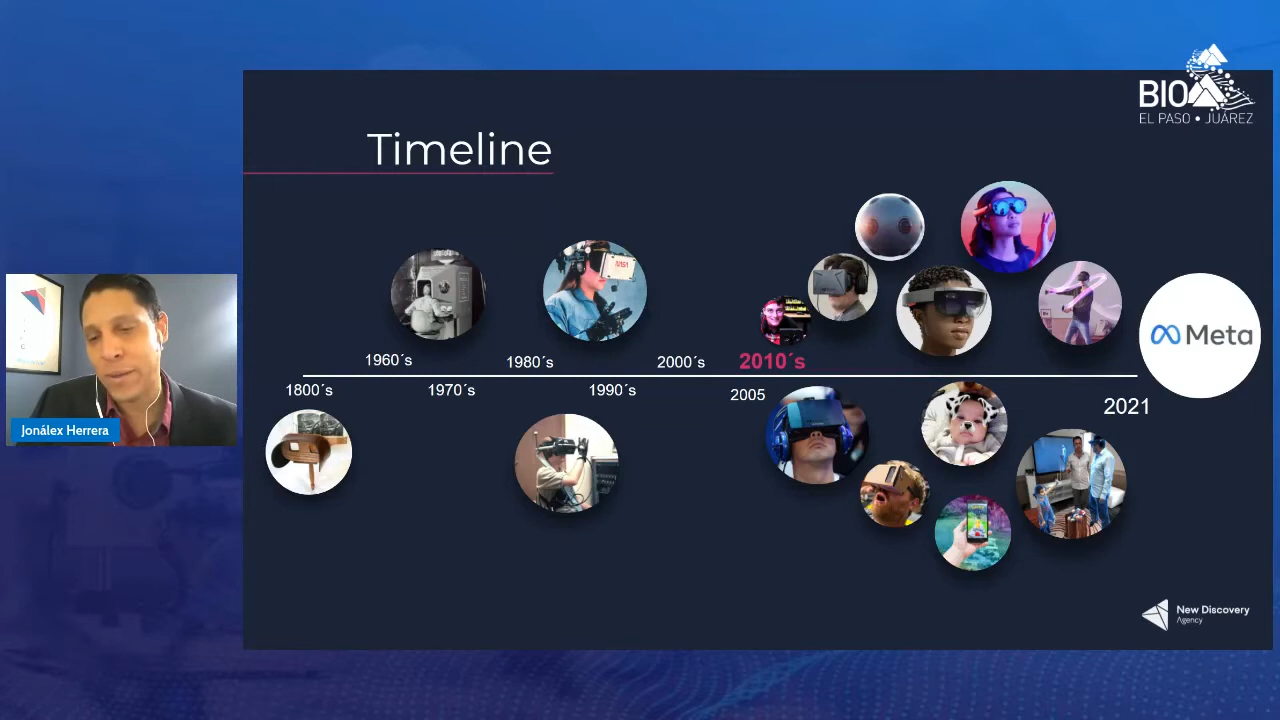 BIO
EL PASO • JUÁREZ
Timeline
NASA
1960´s
1980´s
2000´s
2010´s
1800´s
1970´s
1990´s
2005
2021
Meta
Jonálex Herrera
New Discovery
Agency